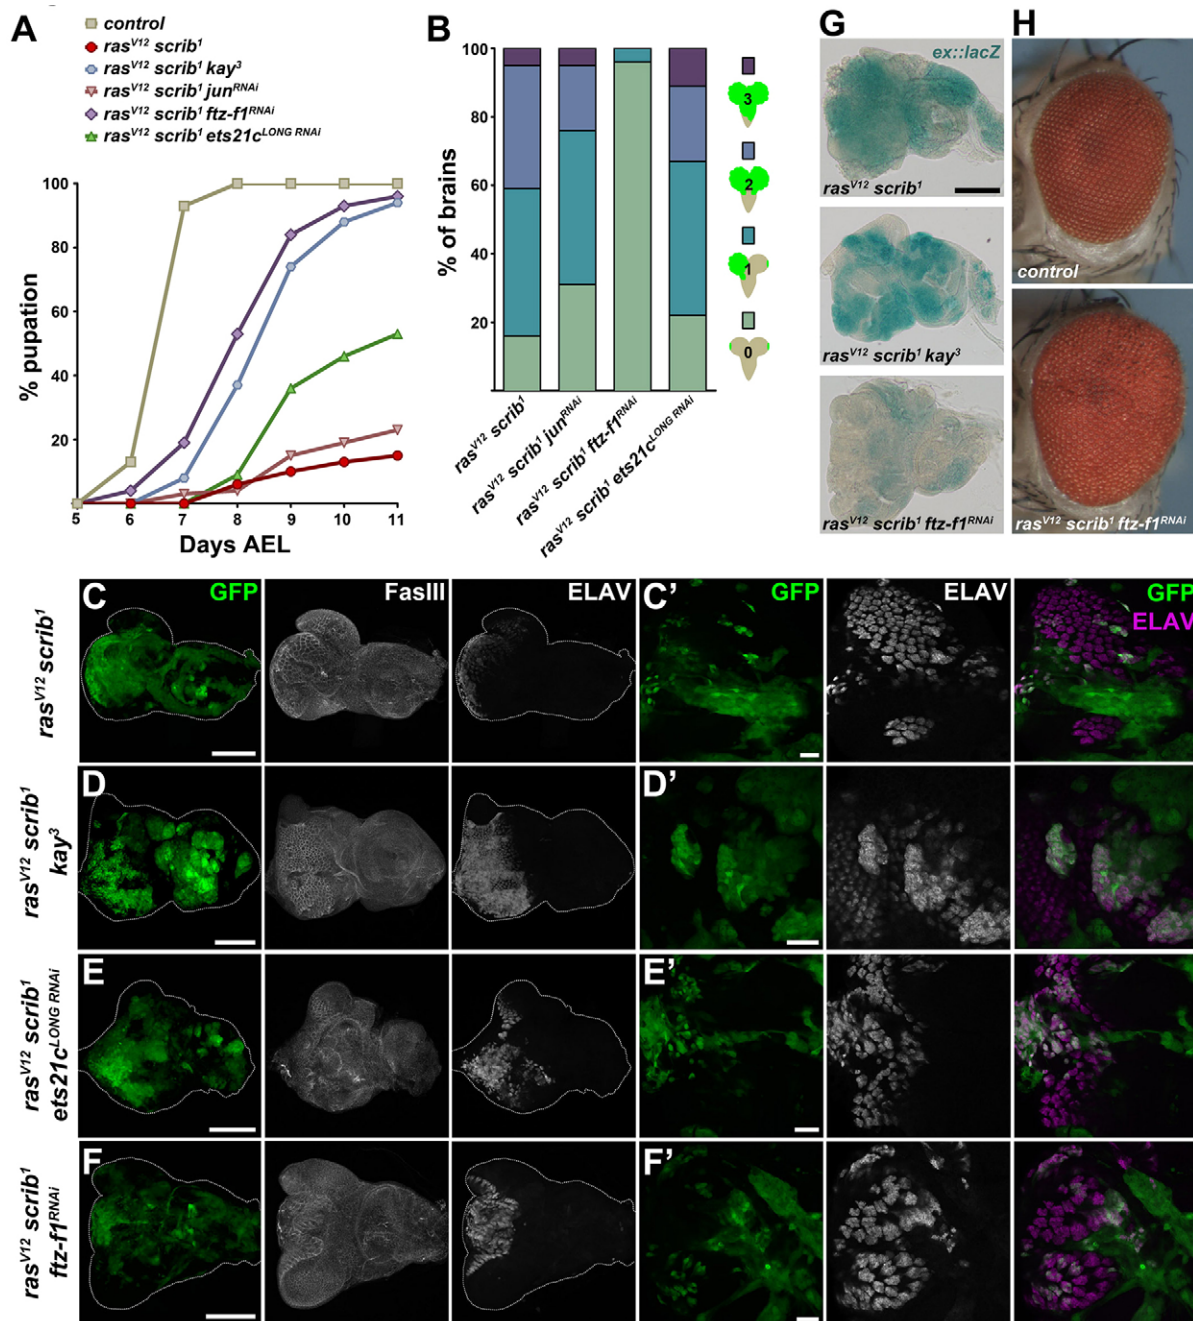 A
control
ras^V12 scrib^1
ras^V12 scrib^1 kay^3
ras^V12 scrib^1 jun^RNAi
ras^V12 scrib^1 ftz-f1^RNAi
ras^V12 scrib^1 ets21c^LONG RNAi
% pupation
100
80
60
40
20
5 6 7 8 9 10 11
Days AEL
B
% of brains
100
80
60
40
20
3
2
1
0
ras^V12 scrib^1
ras^V12 scrib^1 jun^RNAi
ras^V12 scrib^1 ftz-f1^RNAi
ras^V12 scrib^1 ets21c^LONG RNAi
G
ex::lacZ
ras^V12 scrib^1
ras^V12 scrib^1 kay^3
ras^V12 scrib^1 ftz-f1^RNAi
H
control
ras^V12 scrib^1 ftz-f1^RNAi
ras^V12 scrib^1
C GFP FasIII ELAV C' GFP ELAV GFP
ELAV
ras^V12 scrib^1
kay^3
D D'
ras^V12 scrib^1
ets21c^LONG RNAi
E E'
ras^V12 scrib^1
ftz-f1^RNAi
F F'